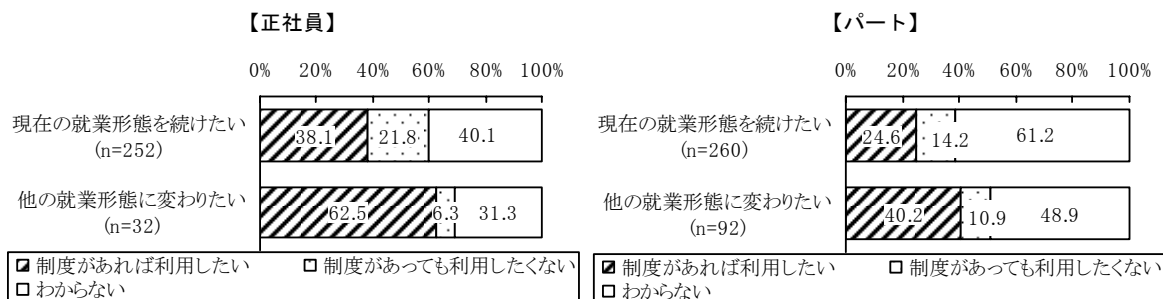 【正社員】
0% 20% 40% 60% 80% 100%
現在の就業形態を続けたい
(n=252)
38.1 21.8 40.1
他の就業形態に変わりたい
(n=32)
62.5 6.3 31.3
制度があれば利用したい 制度があっても利用したくない
わからない
【パート】
0% 20% 40% 60% 80% 100%
現在の就業形態を続けたい
(n=260)
24.6 14.2 61.2
他の就業形態に変わりたい
(n=92)
40.2 10.9 48.9
制度があれば利用したい 制度があっても利用したくない
わからない